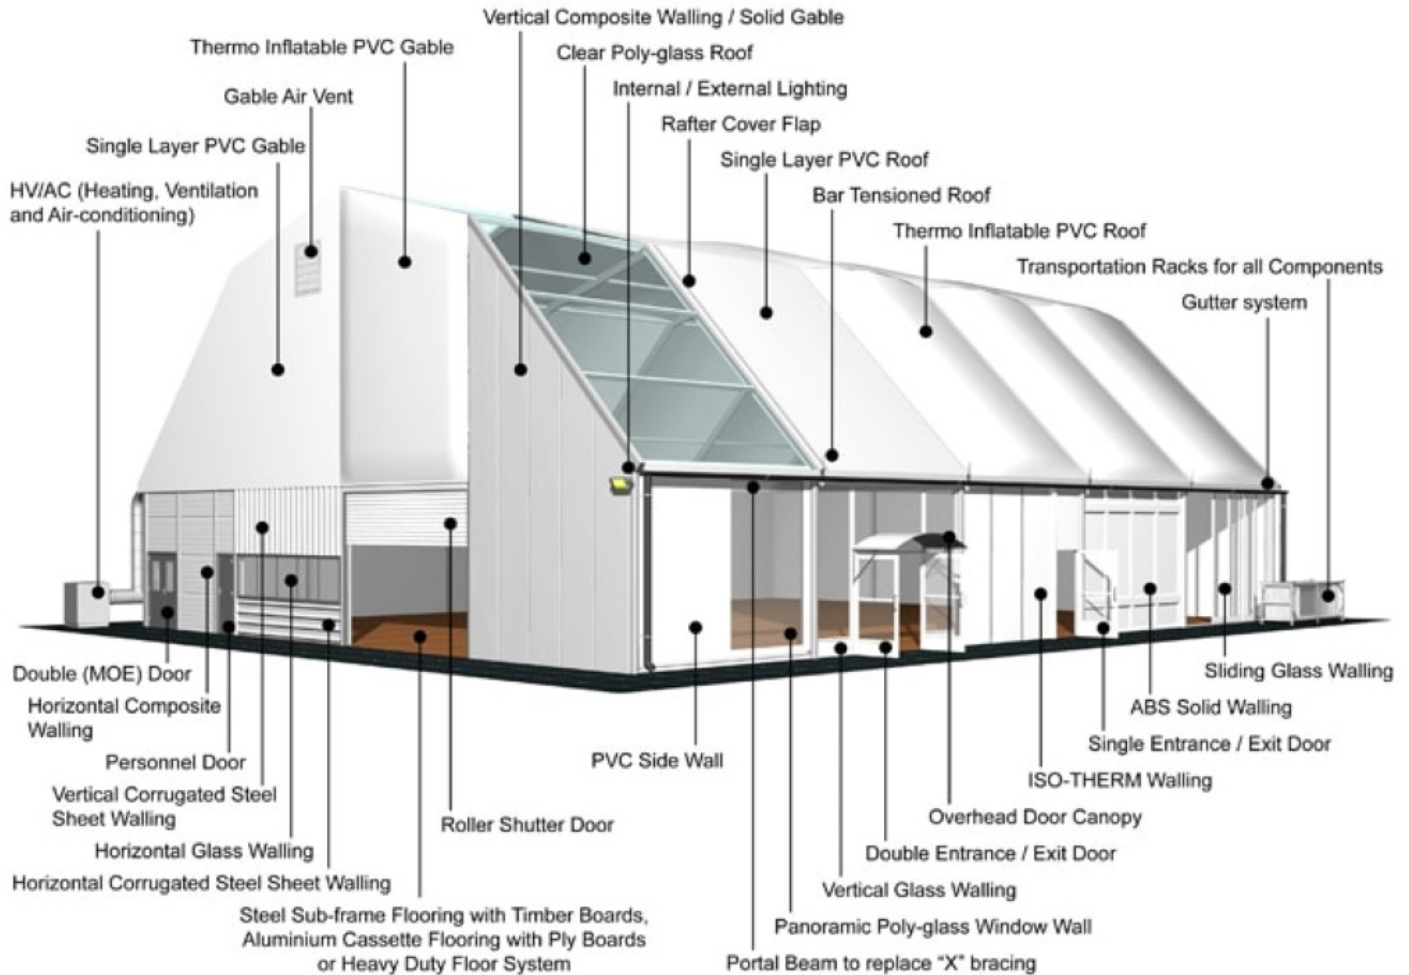 Vertical Composite Walling / Solid Gable
Thermo Inflatable PVC Gable
Clear Poly-glass Roof
Gable Air Vent
Internal / External Lighting
Rafter Cover Flap
Single Layer PVC Gable
Single Layer PVC Roof
HV/AC (Heating, Ventilation
and Air-conditioning)
Bar Tensioned Roof
Thermo Inflatable PVC Roof
Transportation Racks for all Components
Gutter system
Double (MOE) Door
Horizontal Composite
Walling
Personnel Door
Vertical Corrugated Steel
Sheet Walling
Horizontal Glass Walling
Horizontal Corrugated Steel Sheet Walling
Steel Sub-frame Flooring with Timber Boards,
Aluminium Cassette Flooring with Ply Boards
or Heavy Duty Floor System
Roller Shutter Door
PVC Side Wall
Sliding Glass Walling
ABS Solid Walling
Single Entrance / Exit Door
ISO-THERM Walling
Overhead Door Canopy
Double Entrance / Exit Door
Vertical Glass Walling
Panoramic Poly-glass Window Wall
Portal Beam to replace “X” bracing